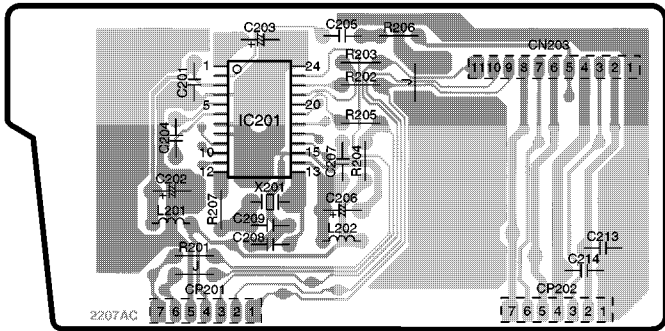 C203
C205
R206
CN203
1
24
R203
11 10 9 8 7 6 5 4 3 2 1
C201
R202
J
5
20
IC201
R205
C204
10
15
C207
R204
12
13
C202
X201
R207
C206
L201
C209
L202
C208
C213
R201
J
C214
CP201
CP202
2207AC
7 6 5 4 3 2 1
7 6 5 4 3 2 1